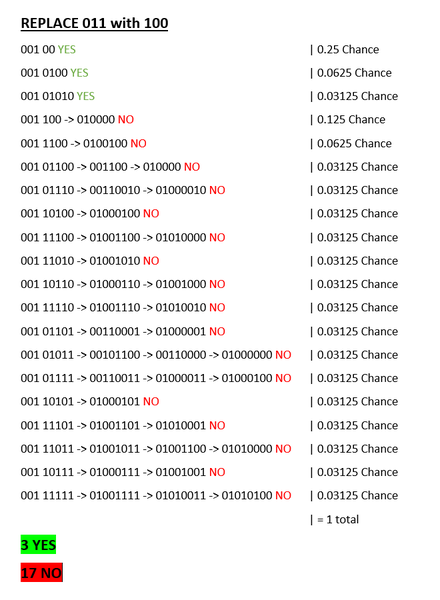 REPLACE 011 with 100
001 00 YES | 0.25 Chance
001 0100 YES | 0.0625 Chance
001 01010 YES | 0.03125 Chance
001 100 -> 010000 NO | 0.125 Chance
001 1100 -> 0100100 NO | 0.0625 Chance
001 01100 -> 001100 -> 010000 NO | 0.03125 Chance
001 01110 -> 00110010 -> 01000010 NO | 0.03125 Chance
001 10100 -> 01000100 NO | 0.03125 Chance
001 11100 -> 01001100 -> 01010000 NO | 0.03125 Chance
001 11010 -> 01001010 NO | 0.03125 Chance
001 10110 -> 01000110 -> 01001000 NO | 0.03125 Chance
001 11110 -> 01001110 -> 01010010 NO | 0.03125 Chance
001 01101 -> 00110001 -> 01000001 NO | 0.03125 Chance
001 01011 -> 00101100 -> 00110000 -> 01000000 NO | 0.03125 Chance
001 01111 -> 00110011 -> 01000011 -> 01000100 NO | 0.03125 Chance
001 10101 -> 01000101 NO | 0.03125 Chance
001 11101 -> 01001101 -> 01010001 NO | 0.03125 Chance
001 11011 -> 01001011 -> 01001100 -> 01010000 NO | 0.03125 Chance
001 10111 -> 01000111 -> 01001001 NO | 0.03125 Chance
001 11111 -> 01001111 -> 01010011 -> 01010100 NO | 0.03125 Chance
| = 1 total
3 YES
17 NO